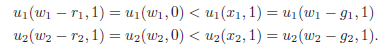 u₁(w₁ − r₁, 1) = u₁(w₁, 0) < u₁(x₁, 1) = u₁(w₁ − g₁, 1)
u₂(w₂ − r₂, 1) = u₂(w₂, 0) < u₂(x₂, 1) = u₂(w₂ − g₂, 1).